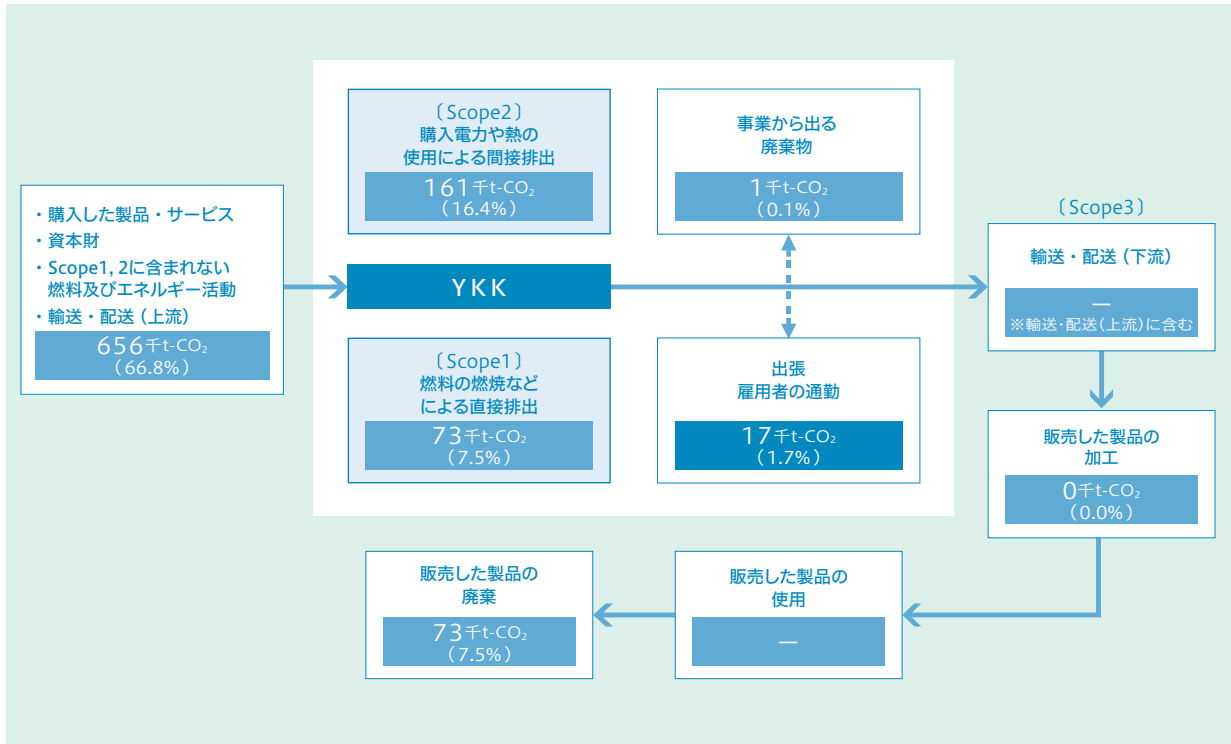 ・購入した製品・サービス
・資本財
・Scope1, 2に含まれない
燃料及びエネルギー活動
・輸送・配送（上流）
656千t-CO₂
（66.8%）
〔Scope2〕
購入電力や熱の
使用による間接排出
161千t-CO₂
（16.4%）
YKK
〔Scope1〕
燃料の燃焼など
による直接排出
73千t-CO₂
（7.5%）
事業から出る
廃棄物
1千t-CO₂
（0.1%）
出張
雇用者の通勤
17千t-CO₂
（1.7%）
〔Scope3〕
輸送・配送（下流）
―
※輸送・配送（上流）に含む
販売した製品の
加工
0千t-CO₂
（0.0%）
販売した製品の
使用
―
販売した製品の
廃棄
73千t-CO₂
（7.5%）